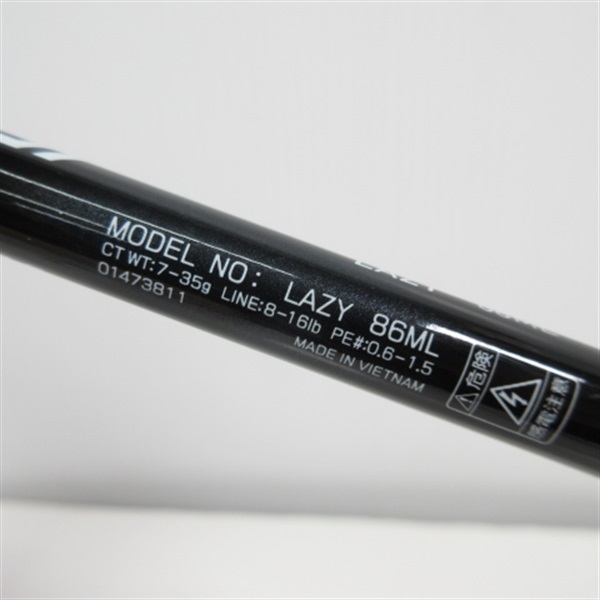 MODEL NO: LAZY 86ML
CT WT:7-35g LINE:8-16lb PE#:0.6-1.5
01473811
MADE IN VIETNAM
⚠危険
感電注意